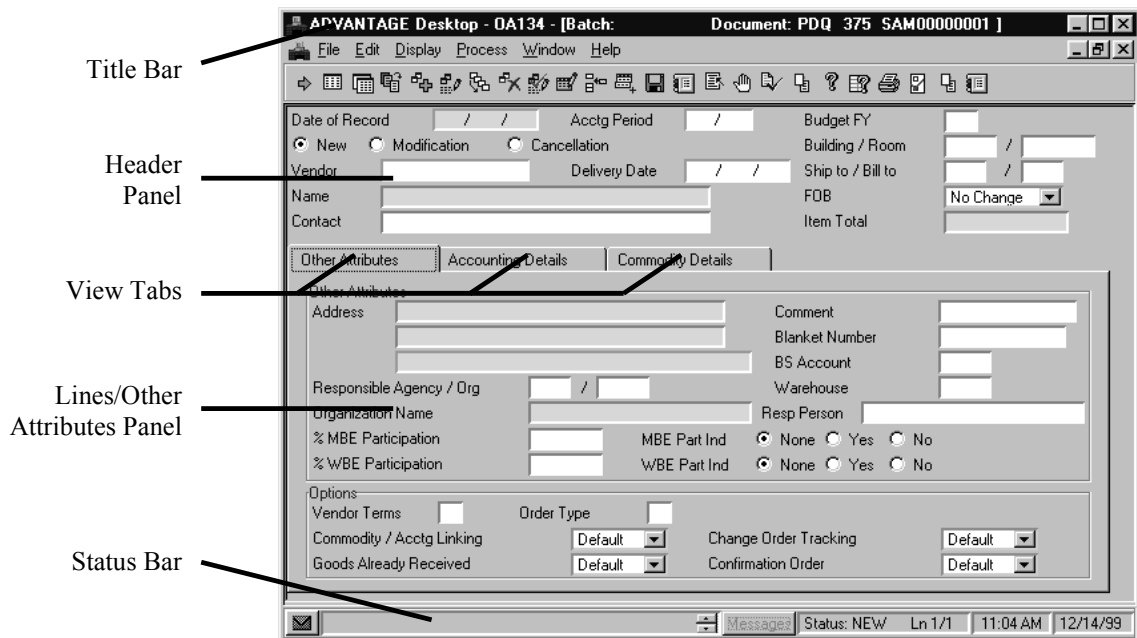 ADVANTAGE Desktop - OA134 - [Batch: Document: PDQ 375 SAM00000001 ]
File Edit Display Process Window Help
Title Bar
Date of Record / / Acctg Period / Budget FY
New Modification Cancellation Building / Room /
Header Panel
Vendor Delivery Date / / Ship to / Bill to /
Name FOB No Change
Contact Item Total
Other Attributes Accounting Details Commodity Details
View Tabs
Other Attributes
Address Comment
Blanket Number
BS Account
Responsible Agency / Org / Warehouse
Lines/Other
Attributes Panel
Organization Name Resp Person
% MBE Participation MBE Part Ind None Yes No
% WBE Participation WBE Part Ind None Yes No
Options
Vendor Terms Order Type
Commodity / Acctg Linking Default Change Order Tracking Default
Goods Already Received Default Confirmation Order Default
Status Bar
Messages Status: NEW Ln 1/1 11:04 AM 12/14/99